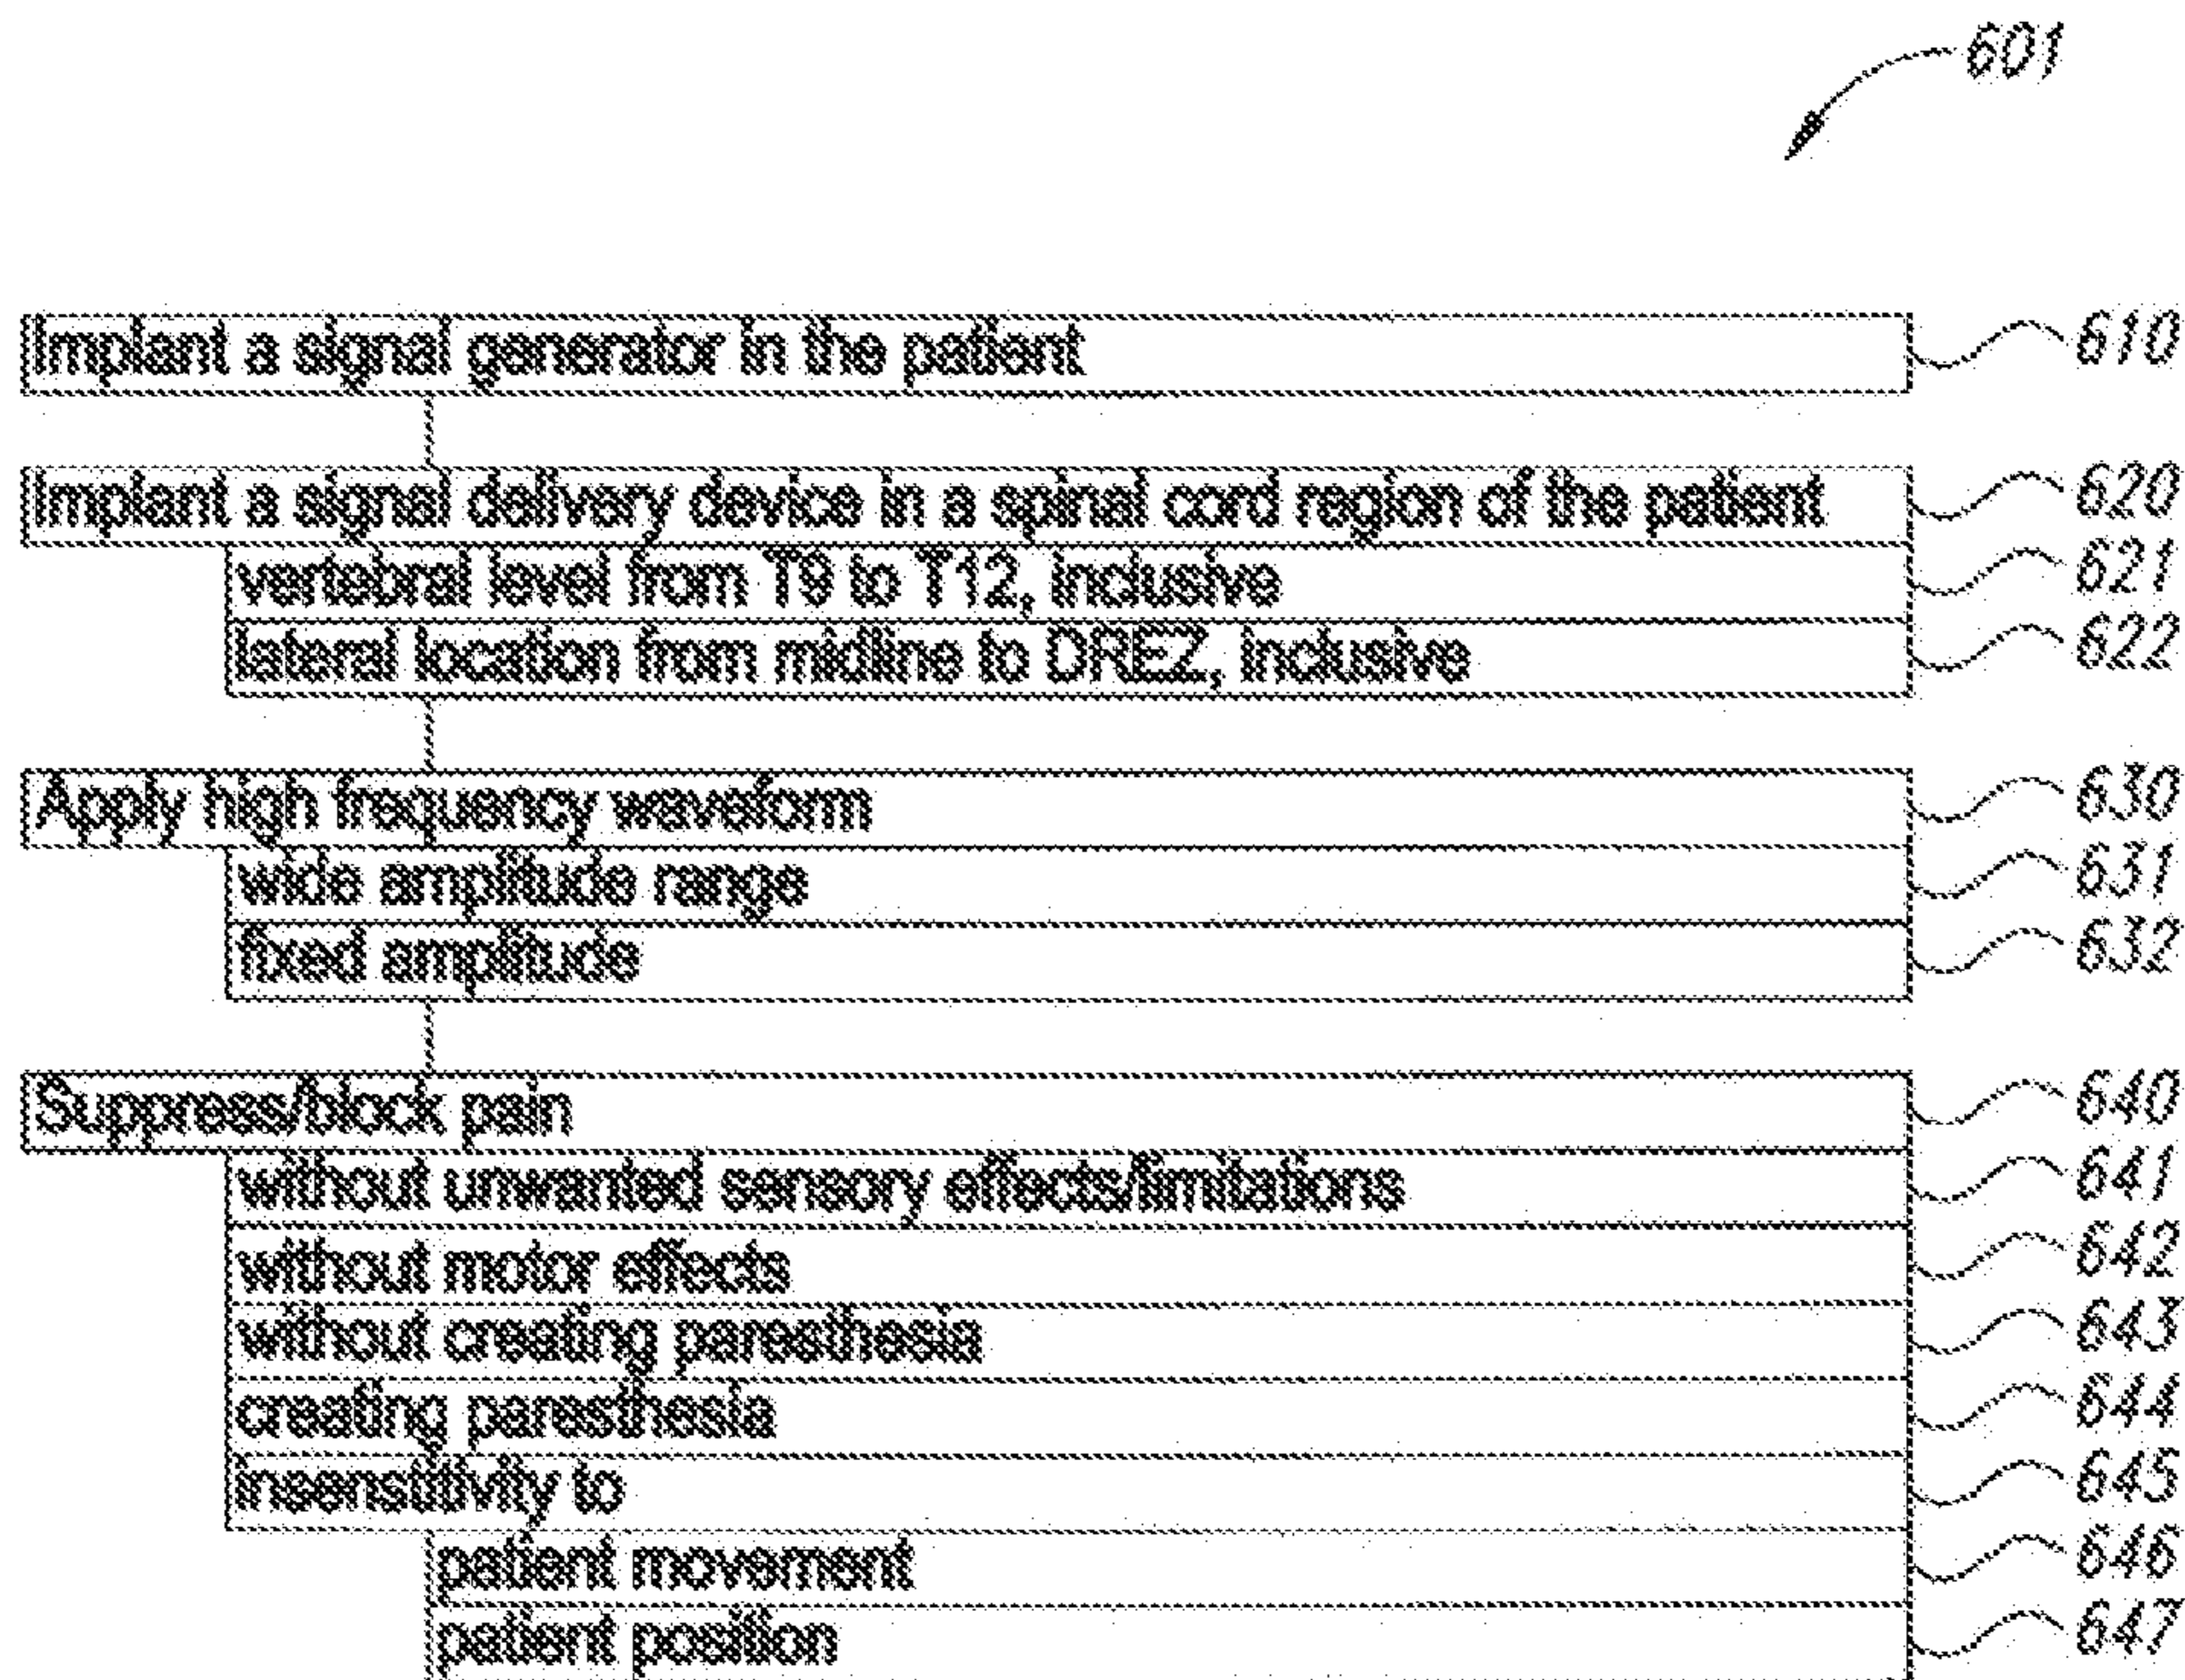 601
Implant a signal generator in the patient 610
Implant a signal delivery device in a spinal cord region of the patient 620
vertebral level from T9 to T12, inclusive 621
lateral location from midline to DREZ, inclusive 622
Apply high frequency waveform 630
wide amplitude range 631
fixed amplitude 632
Suppress/block pain 640
without unwanted sensory effects/limitations 641
without motor effects 642
without creating paresthesia 643
creating paresthesia 644
insensitivity to 645
patient movement 646
patient position 647